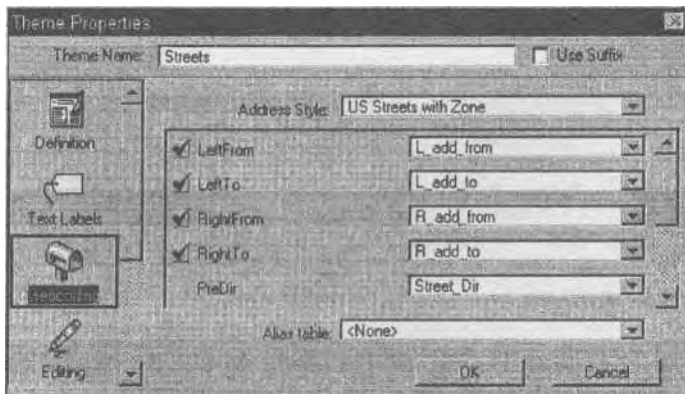 Theme Properties
Theme Name: Streets Use Suffix
Definition
Text Labels
Geocoding
Editing
Address Style: US Streets with Zone
LeftFrom L_add_from
LeftTo L_add_to
RightFrom R_add_from
RightTo R_add_to
PreDir Street_Dir
Alias table: <None>
OK Cancel